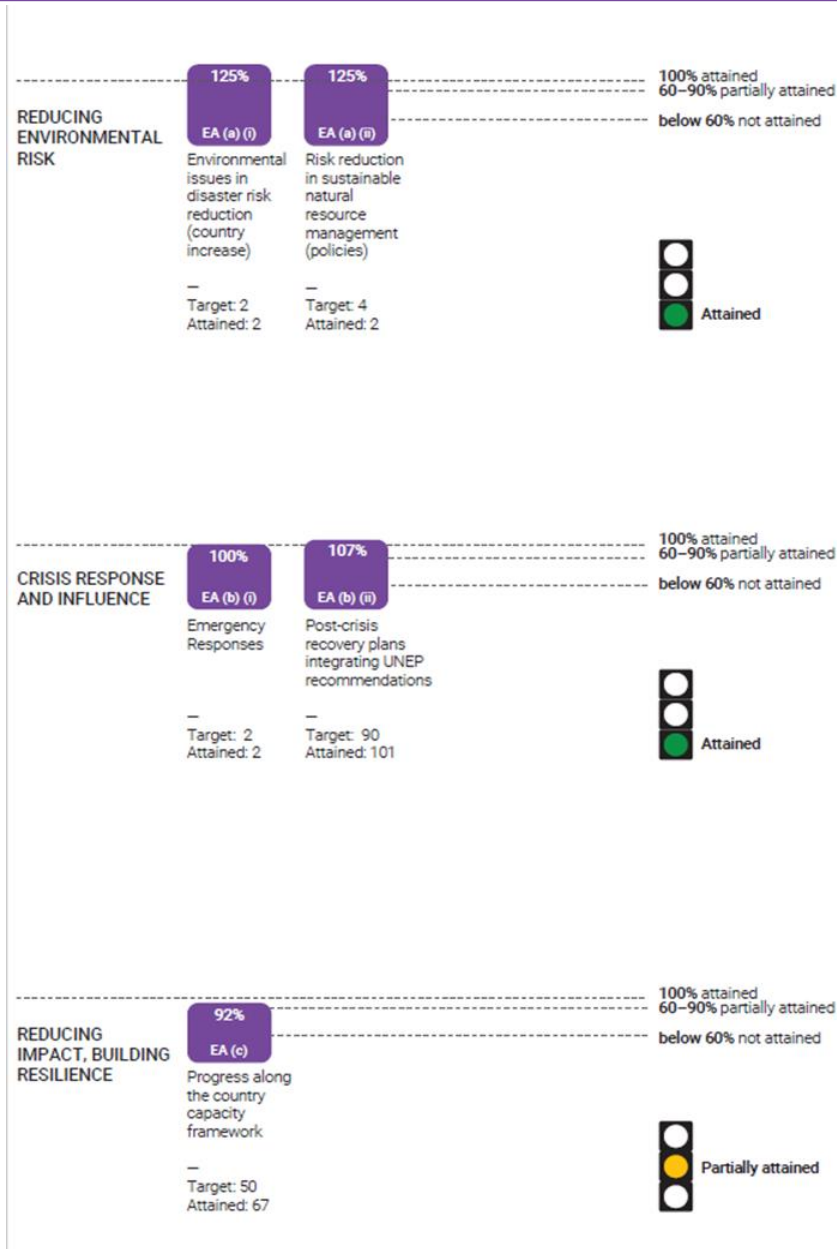 125%
125%
100% attained
60–90% partially attained
REDUCING
ENVIRONMENTAL
RISK
EA (a) (i)
EA (a) (ii)
below 60% not attained
Environmental
issues in
disaster risk
reduction
(country
increase)
–
Target: 2
Attained: 2
Risk reduction
in sustainable
natural
resource
management
(policies)
–
Target: 4
Attained: 2
Attained
100%
107%
100% attained
60–90% partially attained
CRISIS RESPONSE
AND INFLUENCE
EA (b) (i)
EA (b) (ii)
below 60% not attained
Emergency
Responses
–
Target: 2
Attained: 2
Post-crisis
recovery plans
integrating UNEP
recommendations
–
Target: 90
Attained: 101
Attained
92%
100% attained
60–90% partially attained
REDUCING
IMPACT, BUILDING
RESILIENCE
EA (c)
below 60% not attained
Progress along
the country
capacity
framework
–
Target: 50
Attained: 67
Partially attained